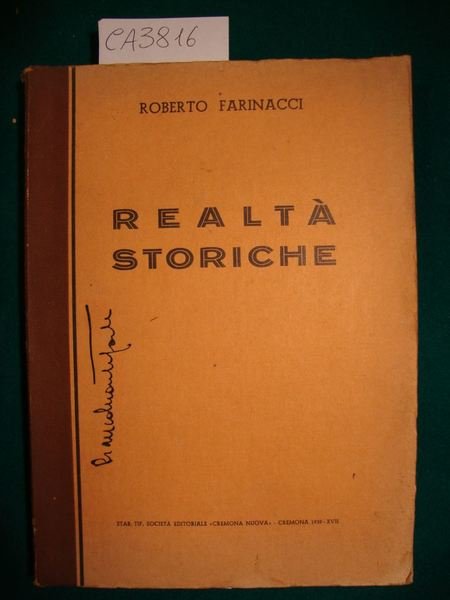 CA3816
ROBERTO FARINACCI
REALTÀ
STORICHE
STAB. TIP. SOCIETÀ EDITORIALE «CREMONA NUOVA» - CREMONA 1939 - XVII